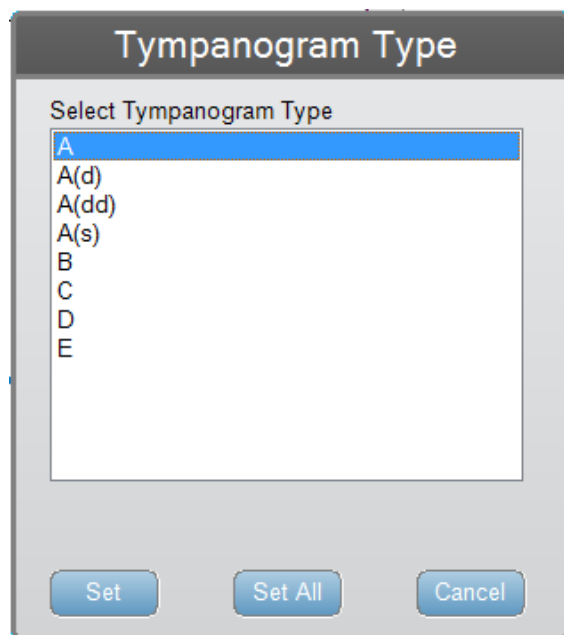 Tympanogram Type
Select Tympanogram Type
A
A(d)
A(dd)
A(s)
B
C
D
E
Set Set All Cancel